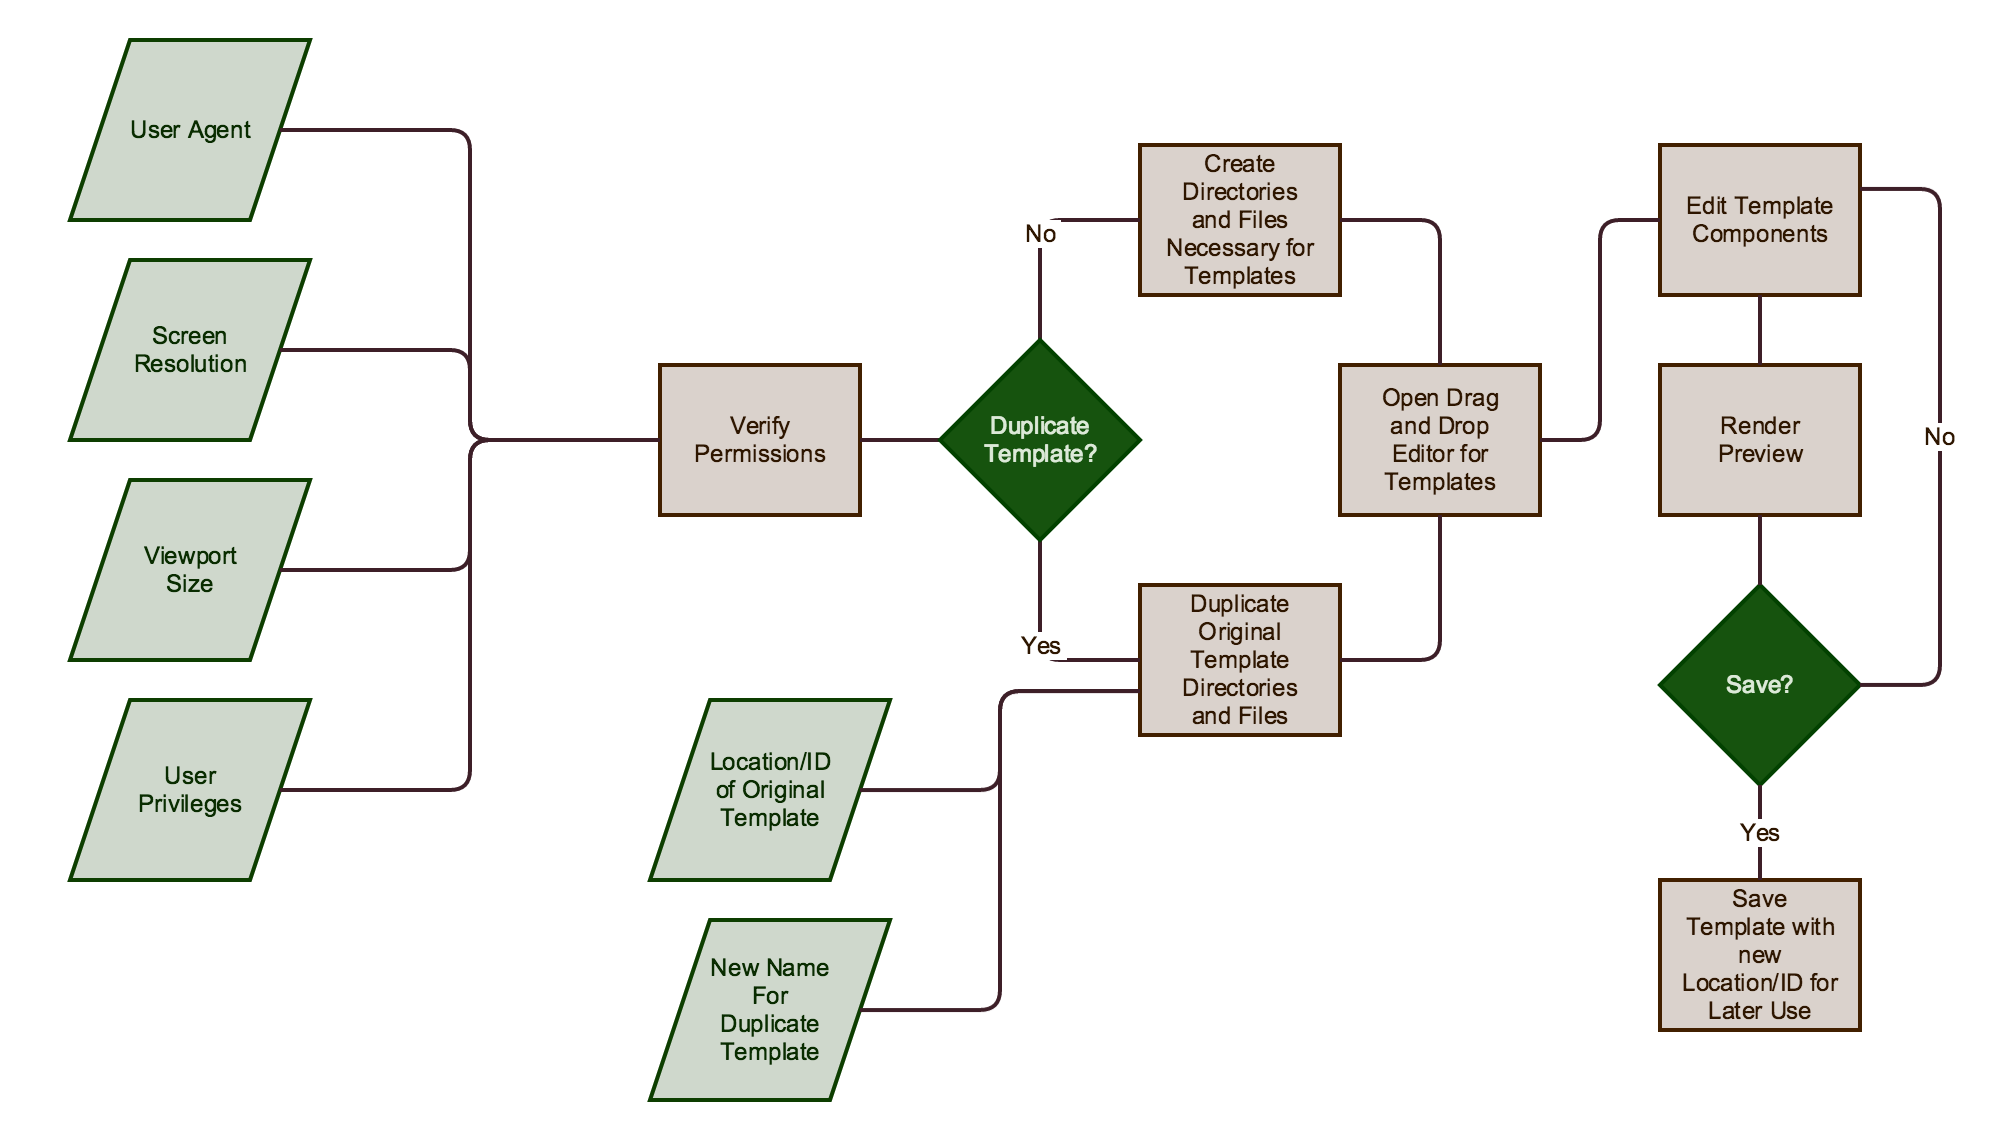 User Agent
Screen
Resolution
Viewport
Size
User
Privileges
Verify
Permissions
Duplicate
Template?
No
Yes
Create
Directories
and Files
Necessary for
Templates
Duplicate
Original
Template
Directories
and Files
Location/ID
of Original
Template
New Name
For
Duplicate
Template
Open Drag
and Drop
Editor for
Templates
Edit Template
Components
Render
Preview
Save?
No
Yes
Save
Template with
new
Location/ID for
Later Use